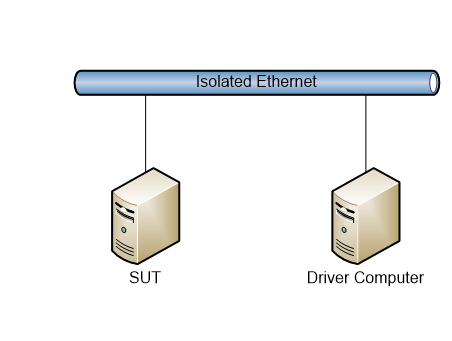 Isolated Ethernet
SUT
Driver Computer